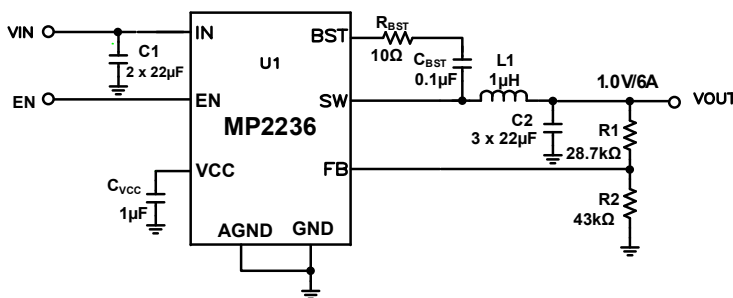 VIN
C1
2 x 22µF
EN
IN
U1
EN
MP2236
VCC
CVCC
1µF
AGND
GND
BST
RBST
10Ω
CBST
0.1µF
SW
L1
1µH
FB
C2
3 x 22µF
1.0V/6A
VOUT
R1
28.7kΩ
R2
43kΩ